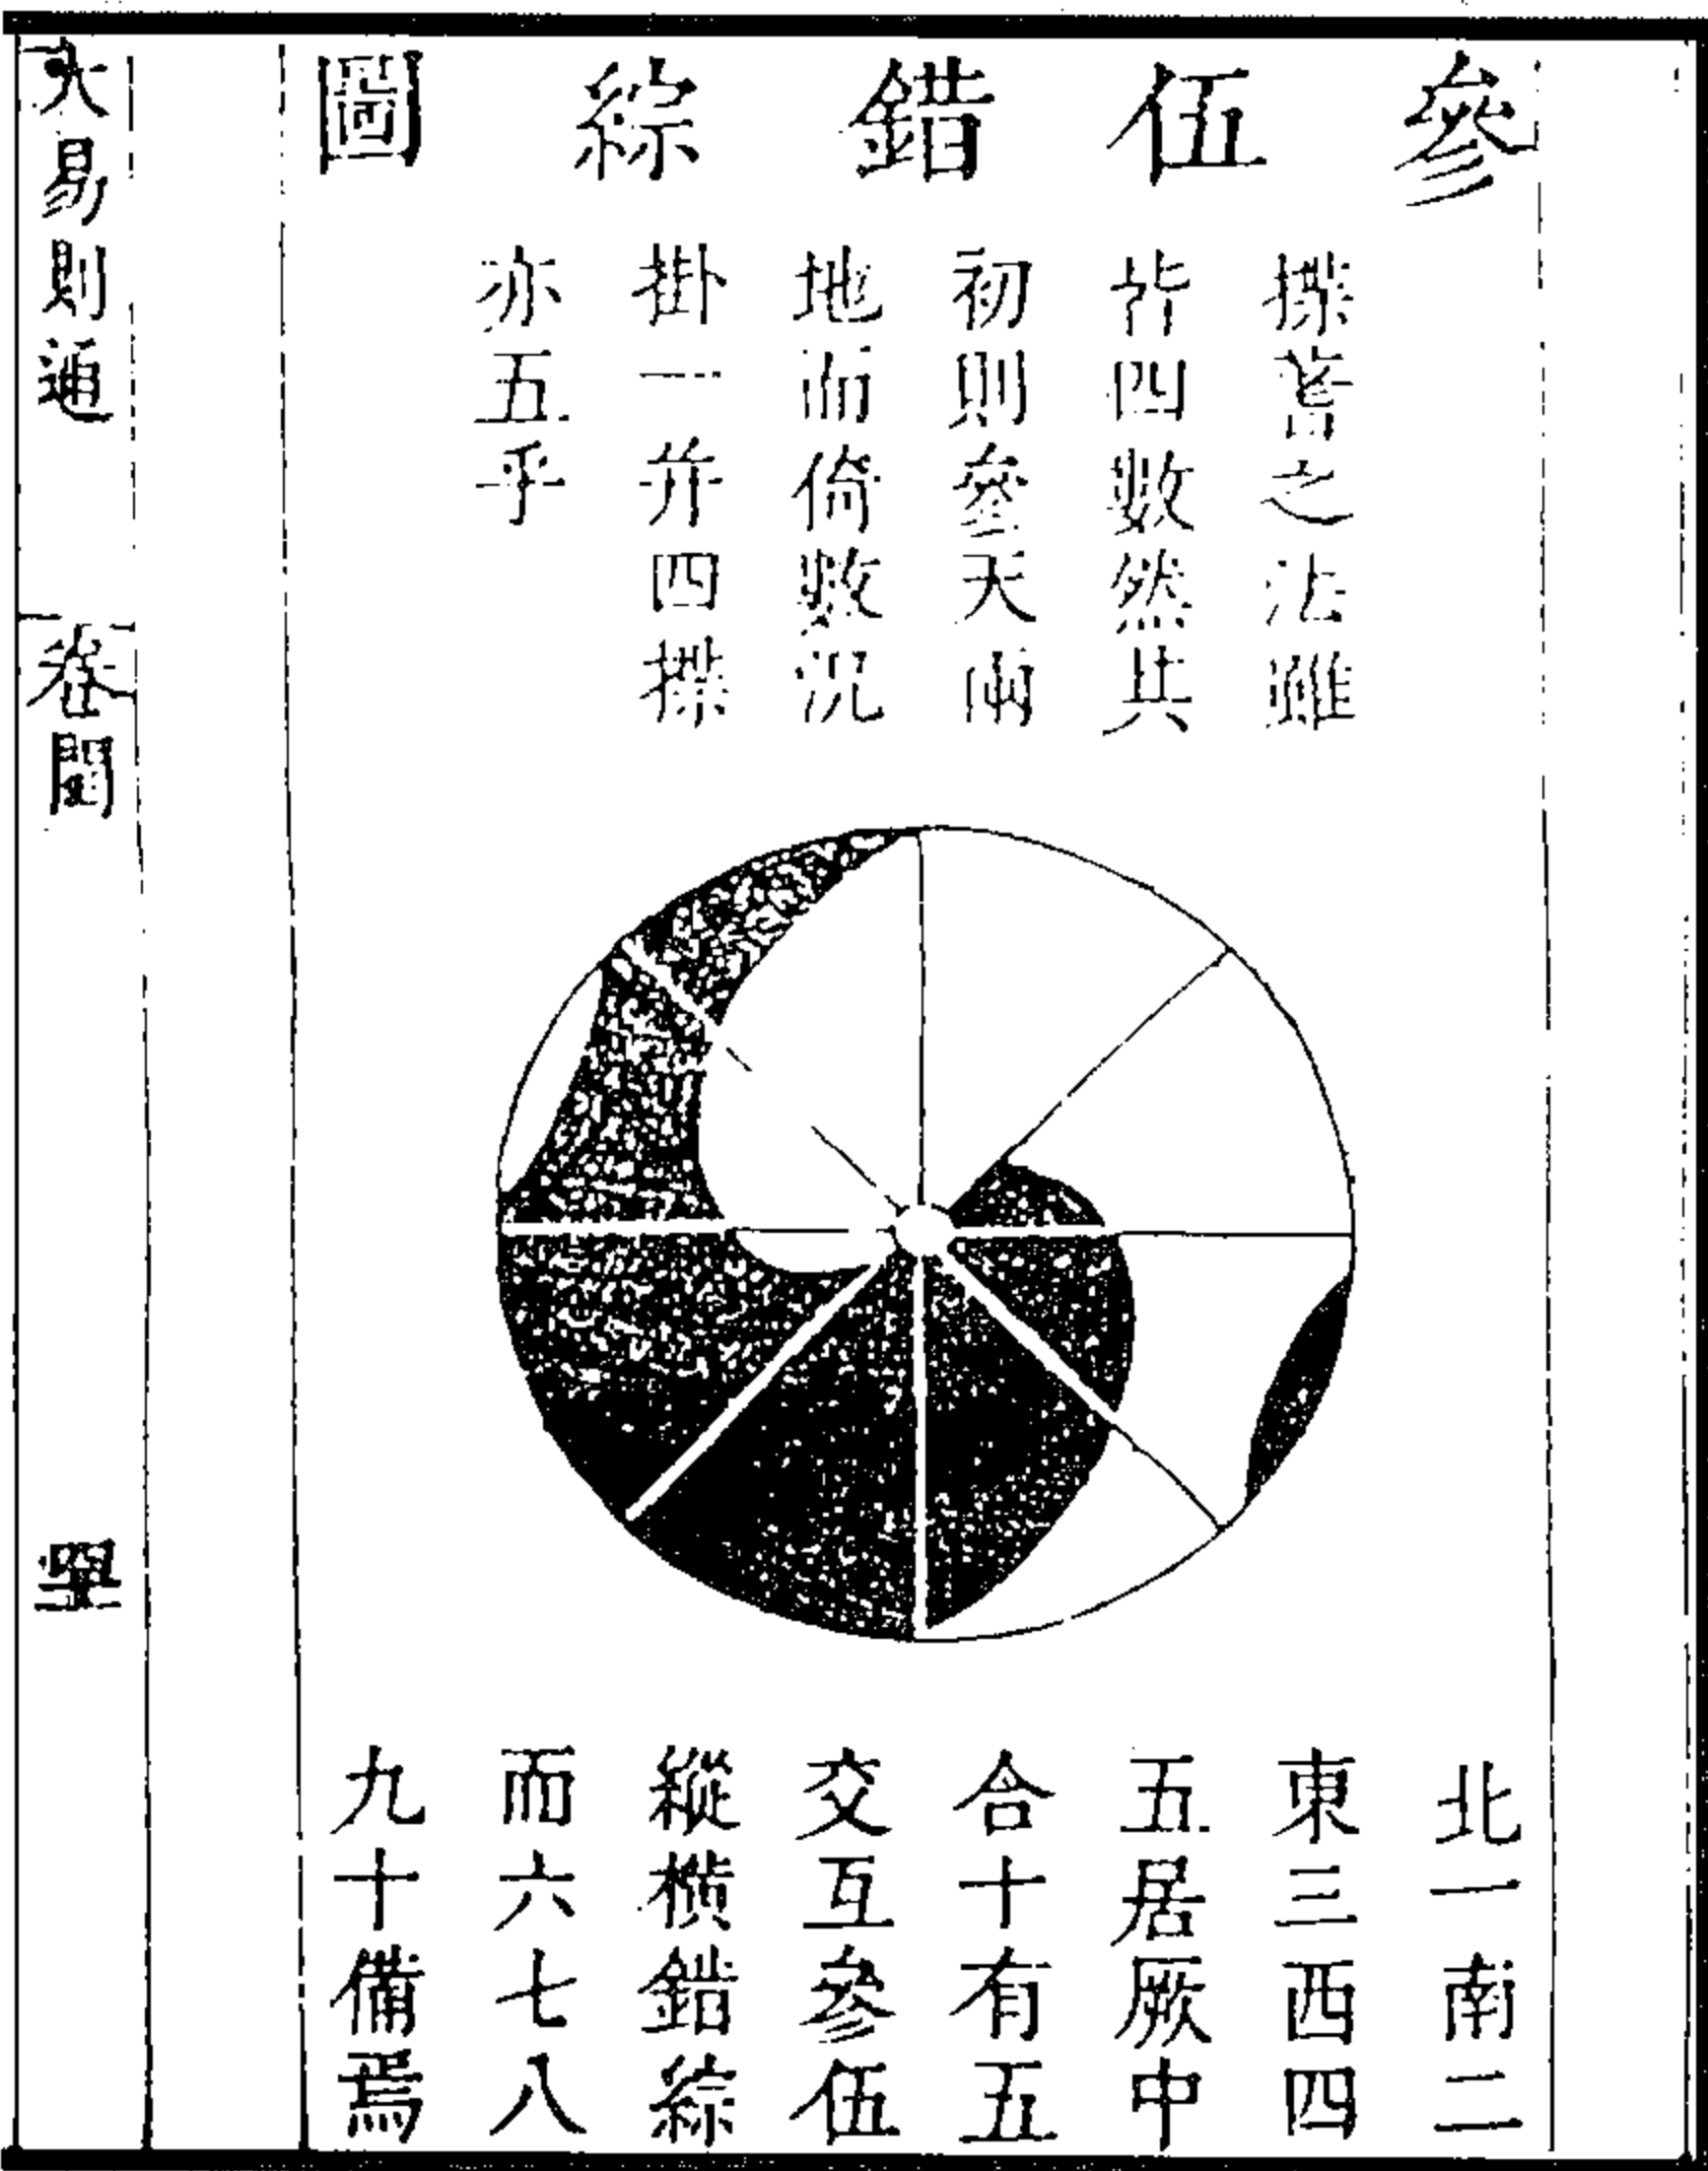 參伍錯綜圖
揲蓍之法雖
皆四數然其
初則參天兩
地而倚數況
掛一并四揲
亦五乎
北一南二
東三西四
五居厥中
合十有五
交互參伍
縱橫錯綜
而六七八
九十備焉
大易則通
卷閏